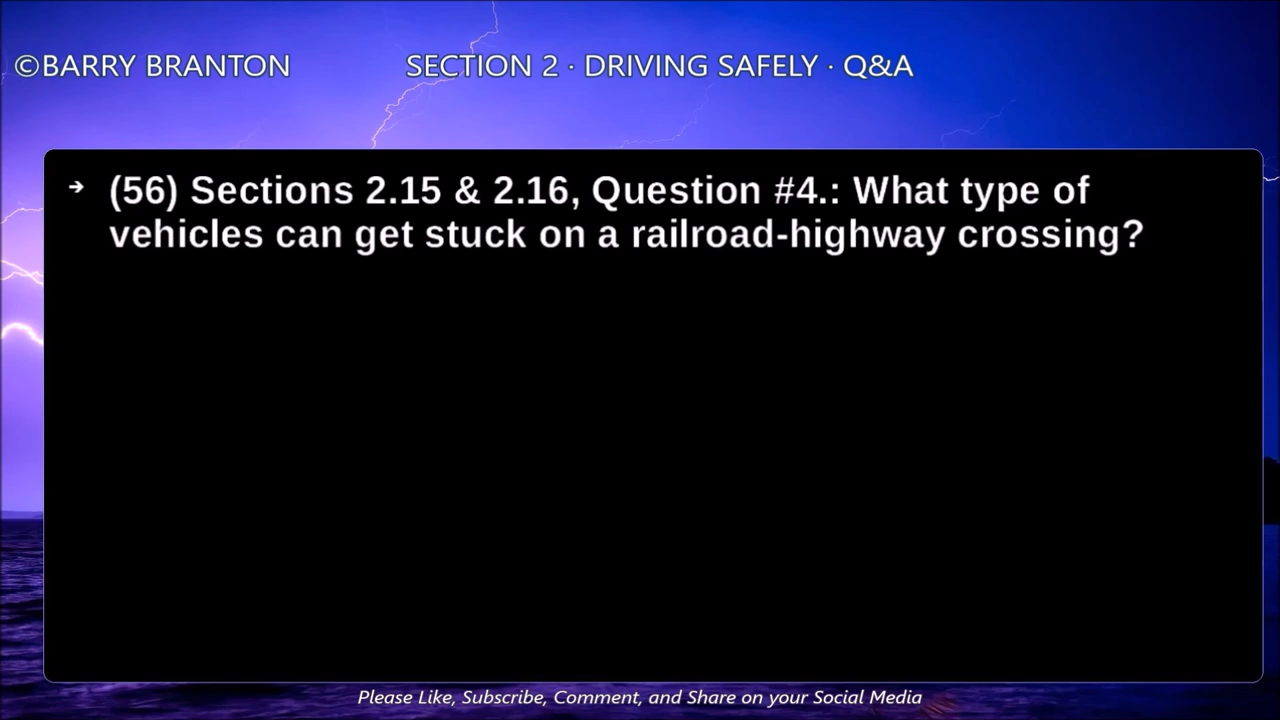 ©BARRY BRANTON
SECTION 2 · DRIVING SAFELY · Q&A
➔ (56) Sections 2.15 & 2.16, Question #4.: What type of
vehicles can get stuck on a railroad-highway crossing?
Please Like, Subscribe, Comment, and Share on your Social Media